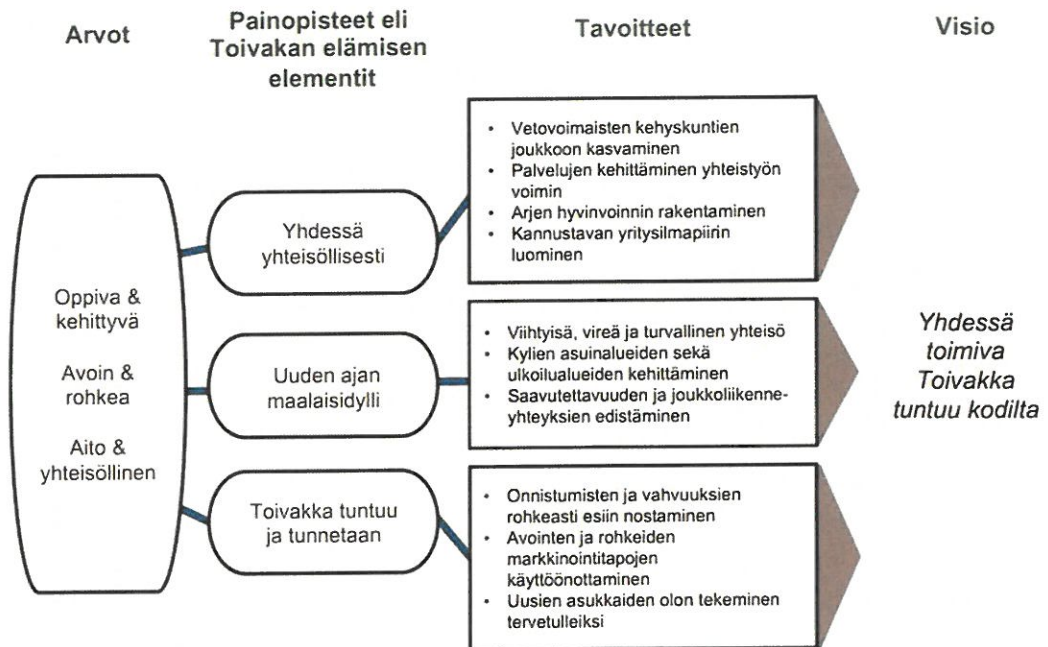 Arvot
Painopisteet eli
Toivakan elämisen
elementit
Tavoitteet
Visio
Oppiva &
kehittyvä
Avoin &
rohkea
Aito &
yhteisöllinen
Yhdessä
yhteisöllisesti
Uuden ajan
maalaisidylli
Toivakka tuntuu
ja tunnetaan
• Vetovoimaisten kehyskuntien
joukkoon kasvaminen
• Palvelujen kehittäminen yhteistyön
voimin
• Arjen hyvinvoinnin rakentaminen
• Kannustavan yritysilmapiirin
luominen
• Viihtyisä, vireä ja turvallinen yhteisö
• Kylien asuinalueiden sekä
ulkoilualueiden kehittäminen
• Saavutettavuuden ja joukkoliikenne-
yhteyksien edistäminen
• Onnistumisten ja vahvuuksien
rohkeasti esiin nostaminen
• Avointen ja rohkeiden
markkinointitapojen
käyttöönottaminen
• Uusien asukkaiden olon tekeminen
tervetulleiksi
Yhdessä
toimiva
Toivakka
tuntuu kodilta